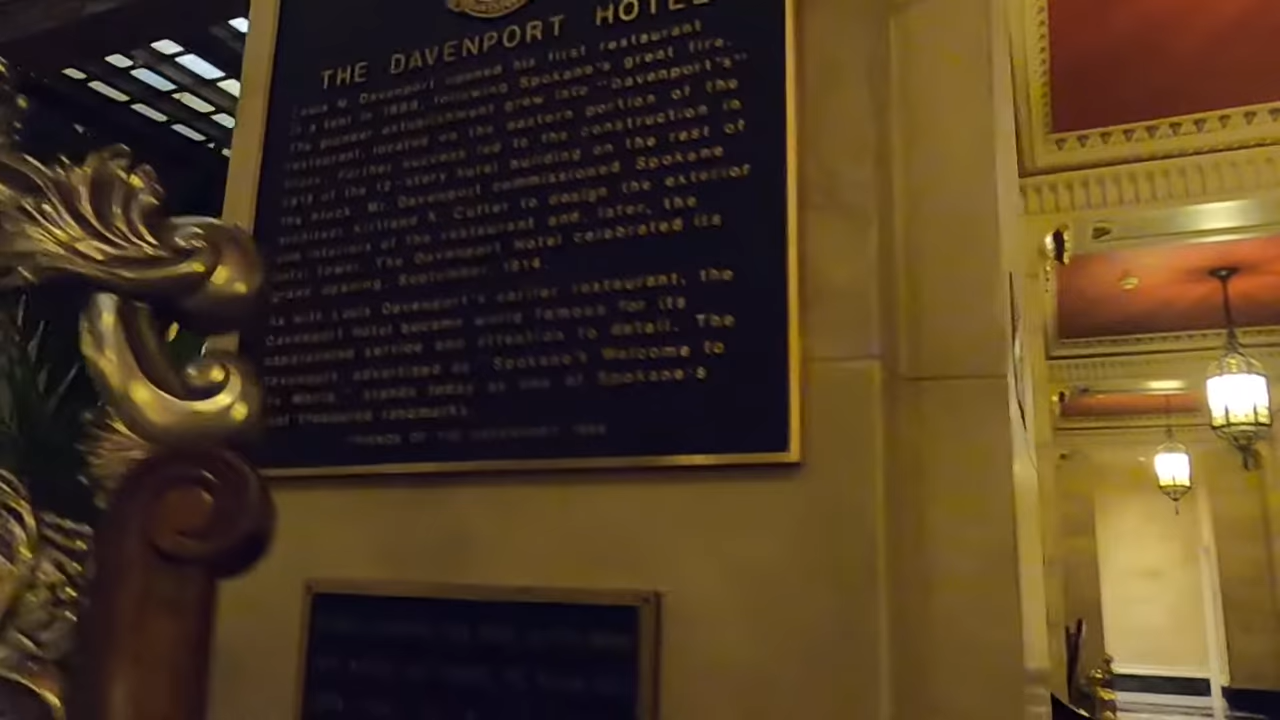 THE DAVENPORT HOTEL
Louis M. Davenport opened his first restaurant
in a tent in 1889, following Spokane's great fire.
The pioneer establishment grew into "Davenport's"
restaurant, located on the eastern portion of the
block. Further success led to the construction in
of the 12-story hotel building on the rest of
the block. Mr. Davenport commissioned Spokane
architect Kirtland K. Cutter to design the exterior
and interiors of the restaurant and, later, the
hotel tower. The Davenport Hotel celebrated its
grand opening, September, 1914.
As with Louis Davenport's earlier restaurant, the
Davenport Hotel became world famous for its
service and attention to detail. The
Davenport, advertised as "Spokane's Welcome to
the World," stands today as one of Spokane's
most treasured landmarks.
FRIENDS OF THE DAVENPORT